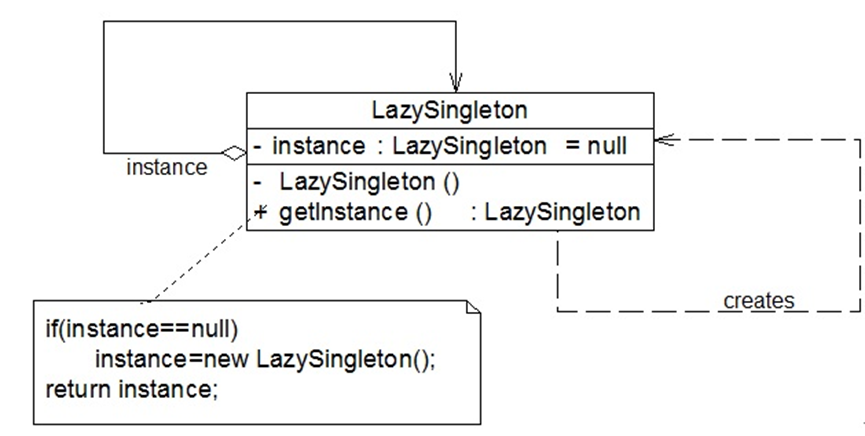 LazySingleton
- instance : LazySingleton = null
instance
- LazySingleton ()
+ getInstance () : LazySingleton
creates
if(instance==null)
instance=new LazySingleton();
return instance;